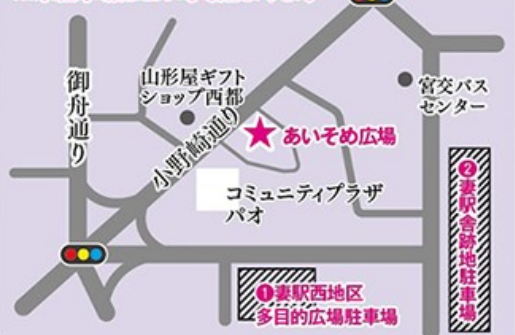 御舟通り
山形屋ギフト
ショップ西都
小野崎通り
あいそめ広場
宮交バス
センター
コミュニティプラザ
パオ
❶妻駅西地区
多目的広場駐車場
❷妻駅舎跡地駐車場